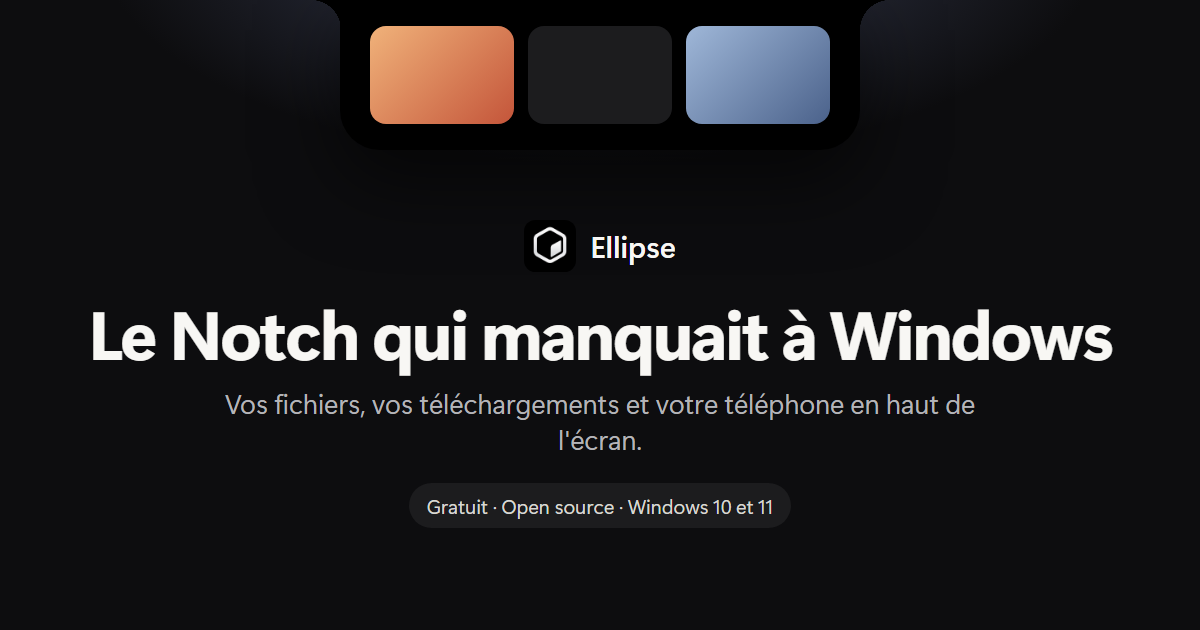 Ellipse
Le Notch qui manquait à Windows
Vos fichiers, vos téléchargements et votre téléphone en haut de
l'écran.
Gratuit · Open source · Windows 10 et 11